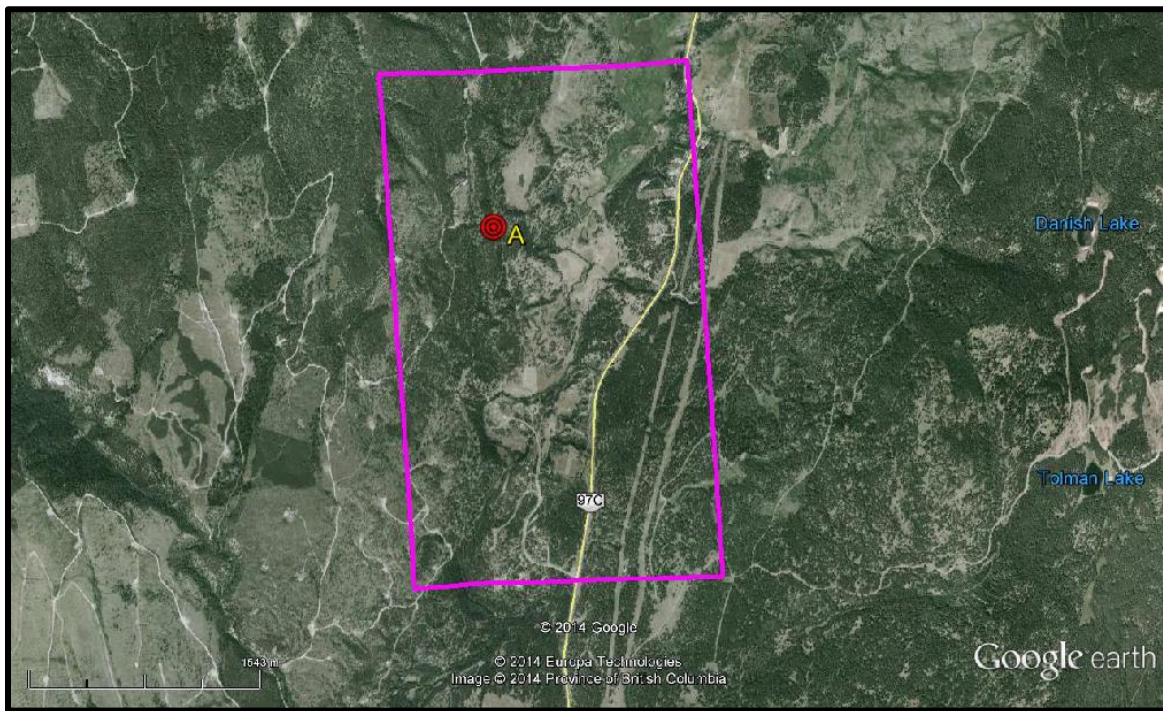 Danish Lake
A
Tolman Lake
97C
© 2014 Google
1543 m
© 2014 Europa Technologies
Image © 2014 Province of British Columbia
Google earth